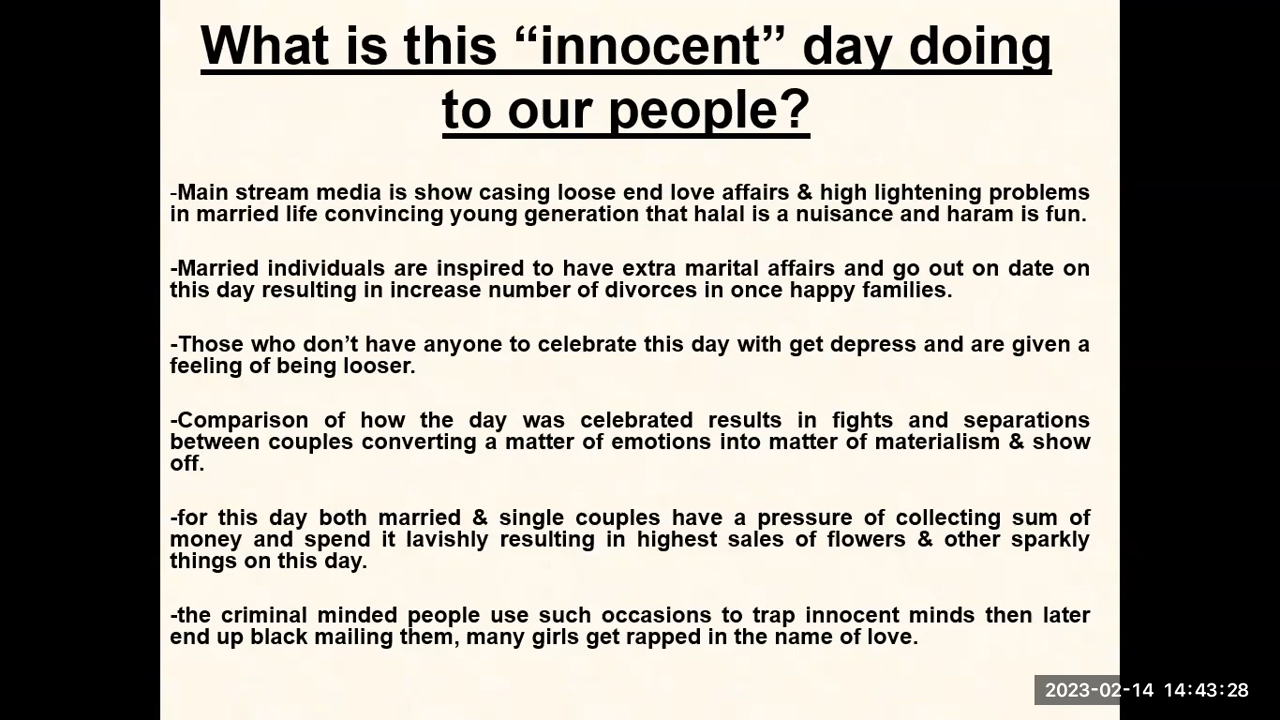 What is this “innocent” day doing
to our people?
-Main stream media is show casing loose end love affairs & high lightening problems
in married life convincing young generation that halal is a nuisance and haram is fun.
-Married individuals are inspired to have extra marital affairs and go out on date on
this day resulting in increase number of divorces in once happy families.
-Those who don’t have anyone to celebrate this day with get depress and are given a
feeling of being looser.
-Comparison of how the day was celebrated results in fights and separations
between couples converting a matter of emotions into matter of materialism & show
off.
-for this day both married & single couples have a pressure of collecting sum of
money and spend it lavishly resulting in highest sales of flowers & other sparkly
things on this day.
-the criminal minded people use such occasions to trap innocent minds then later
end up black mailing them, many girls get rapped in the name of love.
2023-02-14 14:43:28